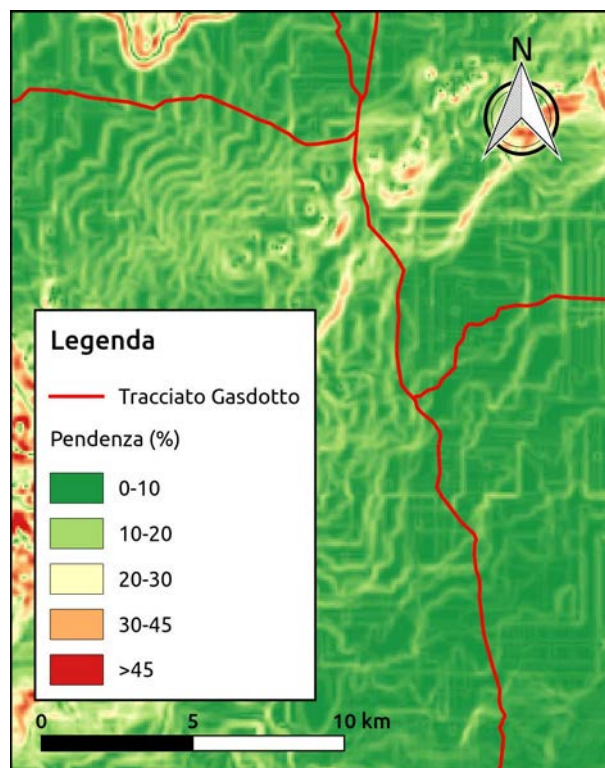 N
Legenda
Tracciato Gasdotto
Pendenza (%)
0-10
10-20
20-30
30-45
>45
0 5 10 km